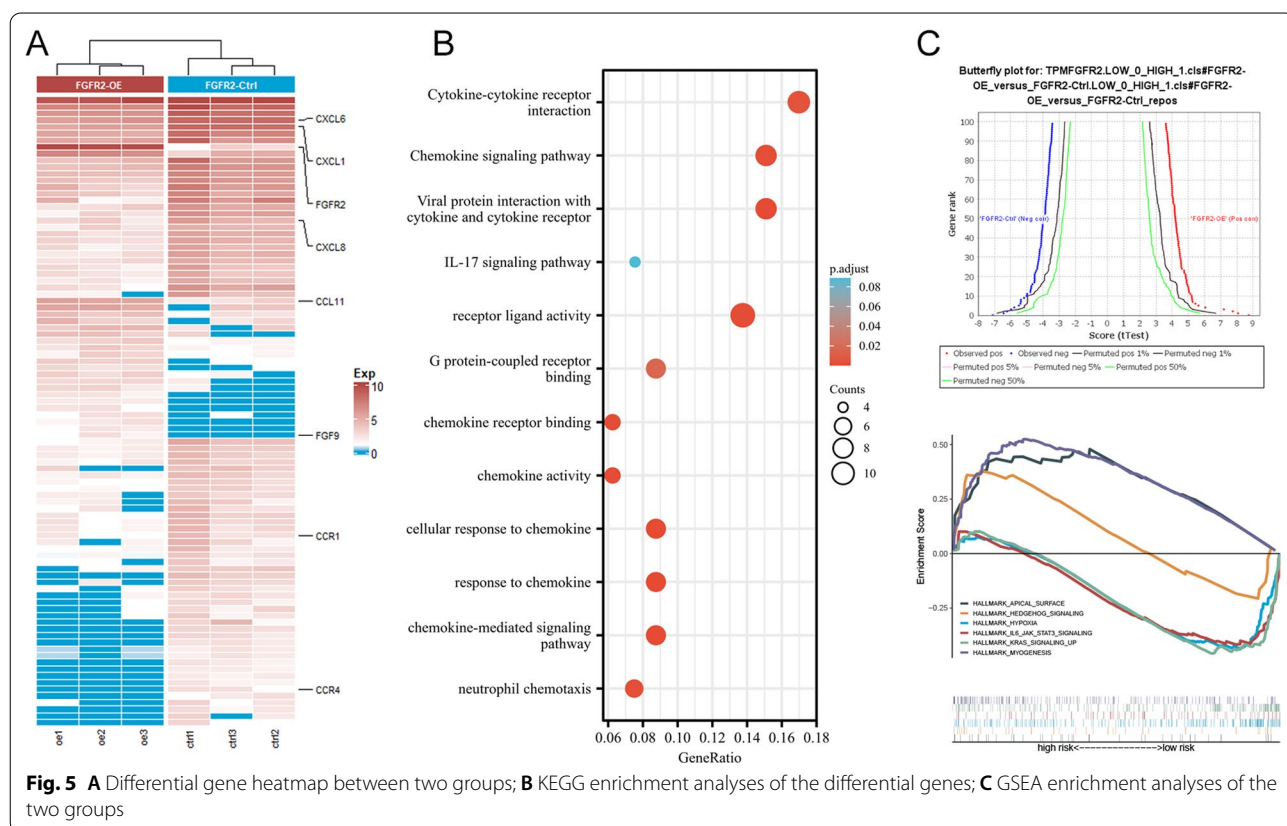 A
FGFR2-OE
FGFR2-Ctrl
CXCL6
CXCL1
FGFR2
CXCL8
CCL11
FGF9
CCR1
CCR4
Exp
10
5
0
oe1
oe2
oe3
ctrl1
ctrl3
ctrl2
B
Cytokine-cytokine receptor
interaction
Chemokine signaling pathway
Viral protein interaction with
cytokine and cytokine receptor
IL-17 signaling pathway
receptor ligand activity
G protein-coupled receptor
binding
chemokine receptor binding
chemokine activity
cellular response to chemokine
response to chemokine
chemokine-mediated signaling
pathway
neutrophil chemotaxis
0.06 0.08 0.10 0.12 0.14 0.16 0.18
GeneRatio
p.adjust
0.08
0.06
0.04
0.02
Counts
4
6
8
10
C
Butterfly plot for: TPMFGFR2.LOW_0_HIGH_1.cls#FGFR2-
OE_versus_FGFR2-Ctrl.LOW_0_HIGH_1.cls#FGFR2-
OE_versus_FGFR2-Ctrl_repos
100
90
80
70
60
50
40
30
20
10
0
Gene rank
'FGFR2-Ctrl' (Neg corr)
'FGFR2-OE' (Pos corr)
-8 -7 -6 -5 -4 -3 -2 -1 0 1 2 3 4 5 6 7 8 9
Score (tTest)
Observed pos Observed neg Permuted pos 1% Permuted neg 1%
Permuted pos 5% Permuted neg 5% Permuted pos 50%
Permuted neg 50%
0.50
0.25
0.00
-0.25
Enrichment Score
HALLMARK_APICAL_SURFACE
HALLMARK_HEDGEHOG_SIGNALING
HALLMARK_HYPOXIA
HALLMARK_IL6_JAK_STAT3_SIGNALING
HALLMARK_KRAS_SIGNALING_UP
HALLMARK_MYOGENESIS
high risk<-------------->low risk
Fig. 5 A Differential gene heatmap between two groups; B KEGG enrichment analyses of the differential genes; C GSEA enrichment analyses of the
two groups